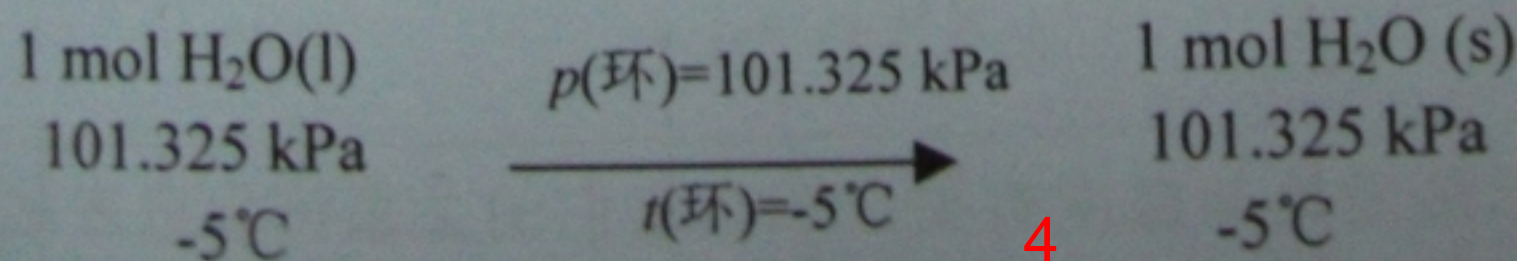 1 mol H₂O(l)
101.325 kPa
-5℃
p(环)=101.325 kPa
t(环)=-5℃
4
1 mol H₂O (s)
101.325 kPa
-5℃